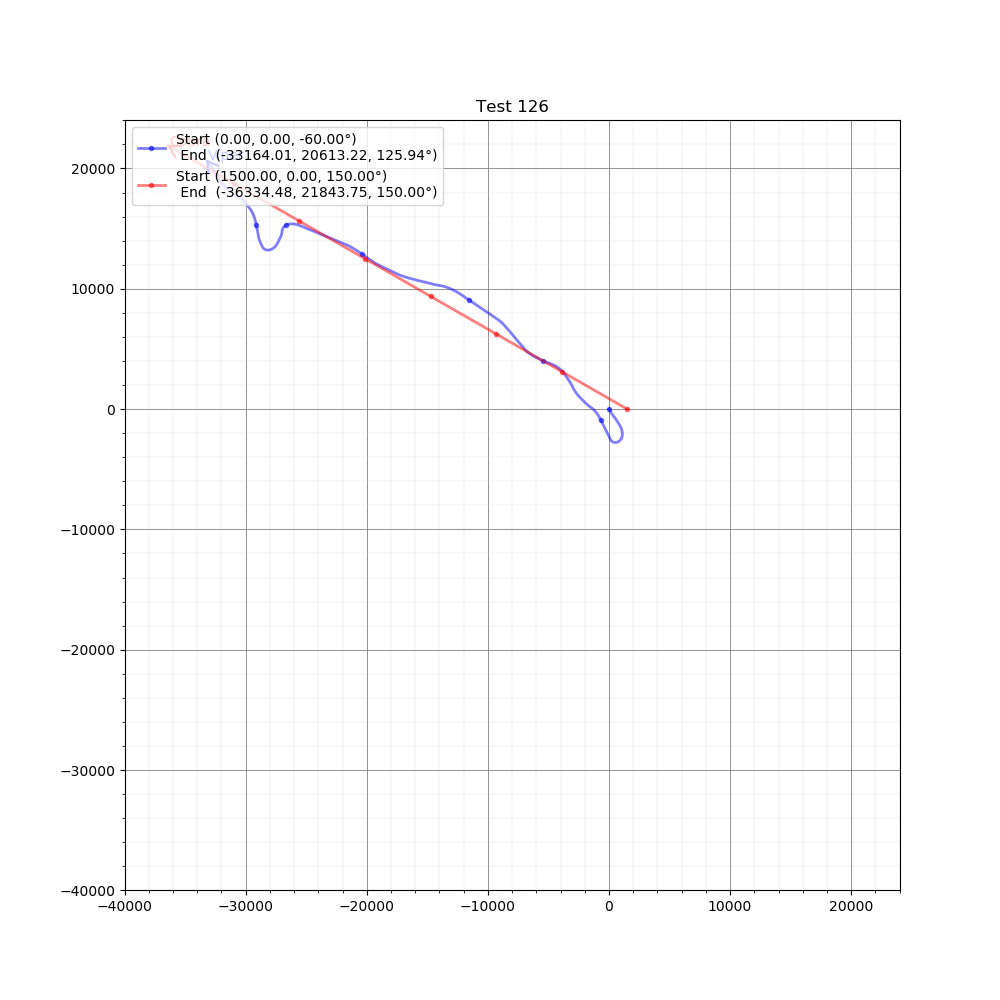 Test 126
Start (0.00, 0.00, -60.00°)
End (-33164.01, 20613.22, 125.94°)
Start (1500.00, 0.00, 150.00°)
End (-36334.48, 21843.75, 150.00°)
20000
10000
0
−10000
−20000
−30000
−40000
−40000 −30000 −20000 −10000 0 10000 20000